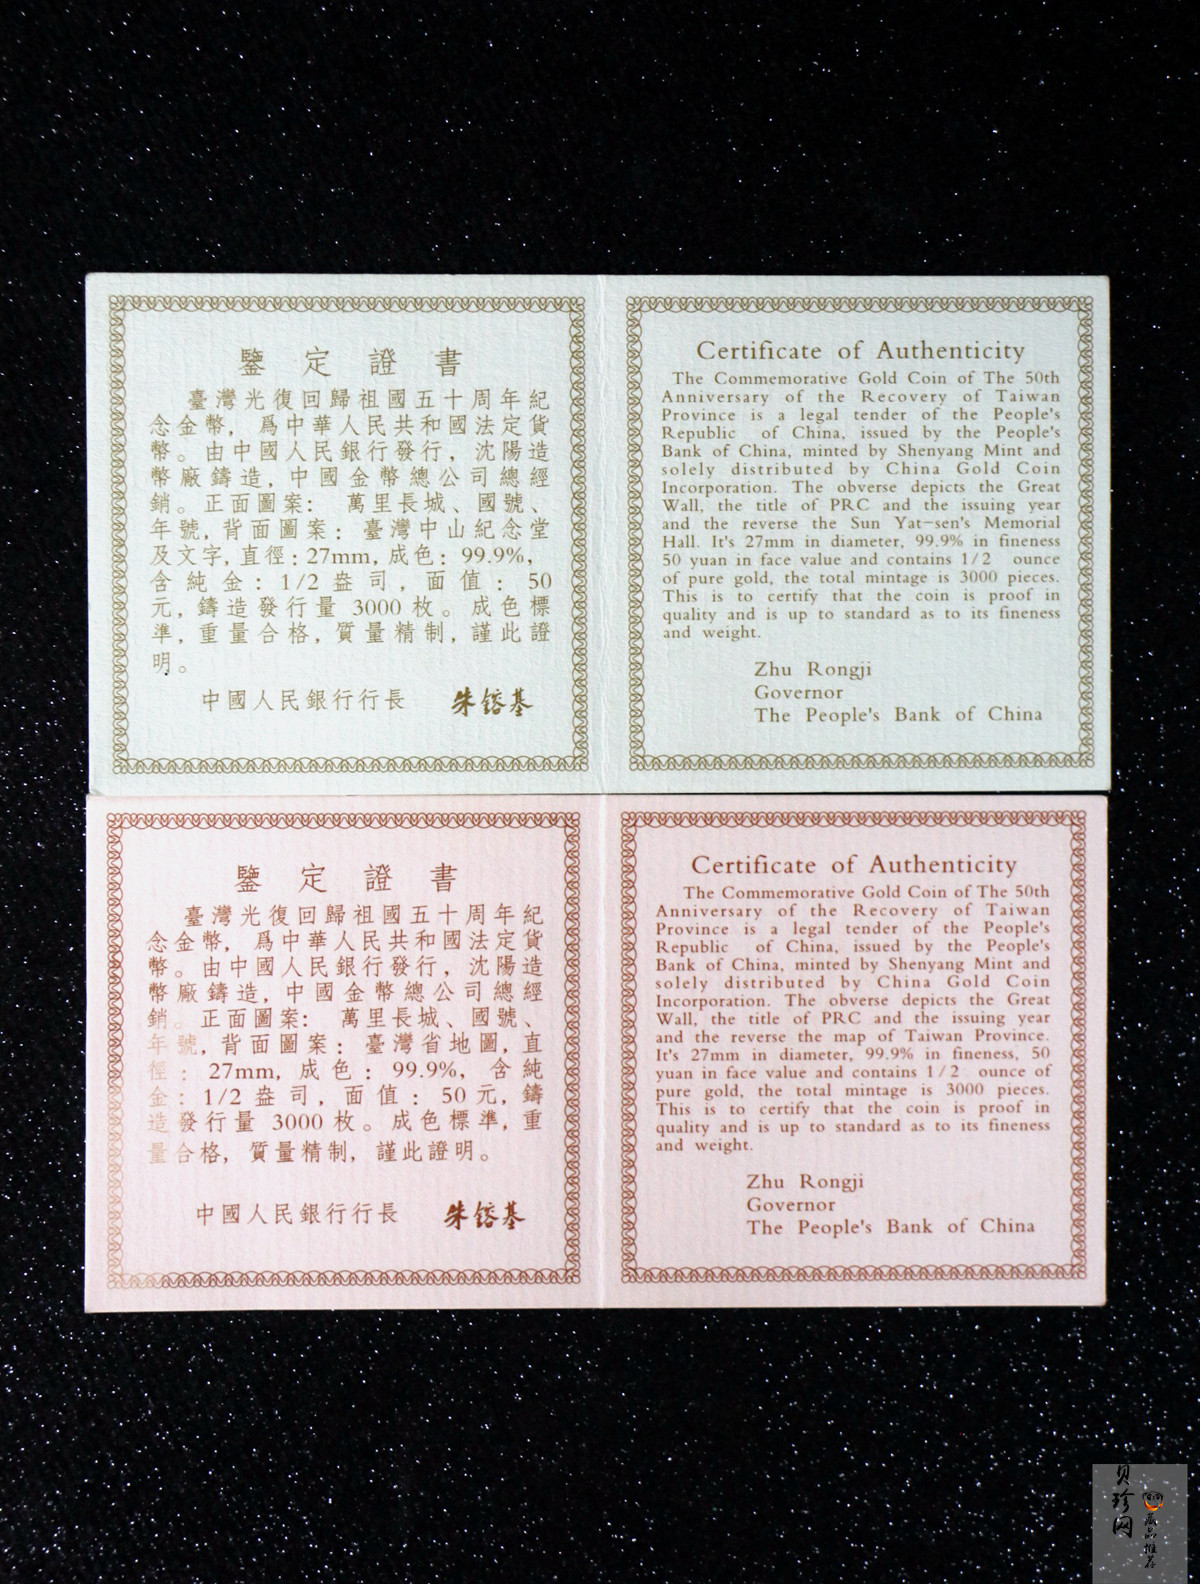 鑒定證書
臺灣光復回歸祖國五十周年紀
念金幣，爲中華人民共和國法定貨
幣。由中國人民銀行發行，沈陽造
幣廠鑄造，中國金幣總公司總經
銷。正面圖案：萬里長城、國號、
年號，背面圖案：臺灣中山紀念堂
及文字，直徑：27mm，成色：99.9%，
含純金：1/2盎司，面值：50
元，鑄造發行量 3000 枚。成色標
準，重量合格，質量精制，謹此證
明。
中國人民銀行行長 朱鎔基
Certificate of Authenticity
The Commemorative Gold Coin of The 50th
Anniversary of the Recovery of Taiwan
Province is a legal tender of the People's
Republic of China, issued by the People's
Bank of China, minted by Shenyang Mint and
solely distributed by China Gold Coin
Incorporation. The obverse depicts the Great
Wall, the title of PRC and the issuing year
and the reverse the Sun Yat-sen's Memorial
Hall. It's 27mm in diameter, 99.9% in fineness
50 yuan in face value and contains 1/2 ounce
of pure gold, the total mintage is 3000 pieces.
This is to certify that the coin is proof in
quality and is up to standard as to its fineness
and weight.
Zhu Rongji
Governor
The People's Bank of China
鑒定證書
臺灣光復回歸祖國五十周年紀
念金幣，爲中華人民共和國法定貨
幣。由中國人民銀行發行，沈陽造
幣廠鑄造，中國金幣總公司總經
銷。正面圖案：萬里長城、國號、
年號，背面圖案：臺灣省地圖，直
徑：27mm，成色：99.9%，含純
金：1/2盎司，面值：50元，鑄
造發行量 3000 枚。成色標準，重
量合格，質量精制，謹此證明。
中國人民銀行行長 朱鎔基
Certificate of Authenticity
The Commemorative Gold Coin of The 50th
Anniversary of the Recovery of Taiwan
Province is a legal tender of the People's
Republic of China, issued by the People's
Bank of China, minted by Shenyang Mint and
solely distributed by China Gold Coin
Incorporation. The obverse depicts the Great
Wall, the title of PRC and the issuing year
and the reverse the map of Taiwan Province.
It's 27mm in diameter, 99.9% in fineness, 50
yuan in face value and contains 1/2 ounce of
pure gold, the total mintage is 3000 pieces.
This is to certify that the coin is proof in
quality and is up to standard as to its fineness
and weight.
Zhu Rongji
Governor
The People's Bank of China
贝珍网
藏品推荐